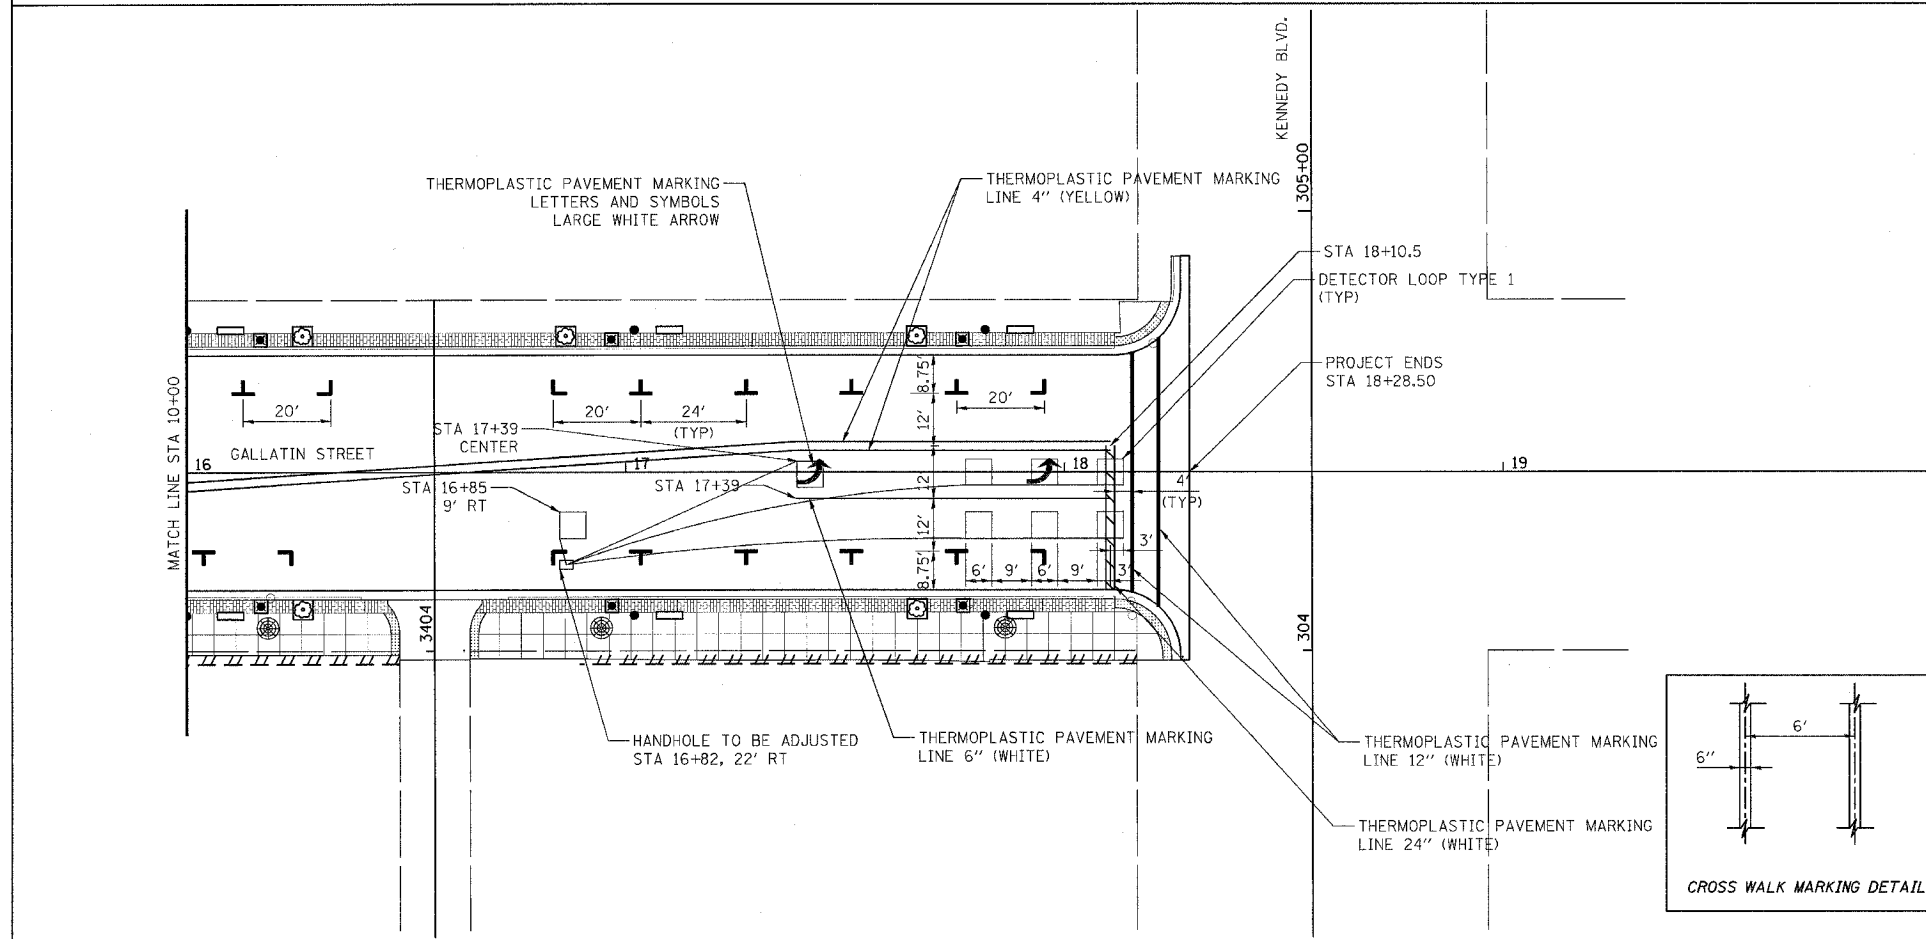 KENNEDY BLVD.
305+00
THERMOPLASTIC PAVEMENT MARKING
LETTERS AND SYMBOLS
LARGE WHITE ARROW
THERMOPLASTIC PAVEMENT MARKING
LINE 4" (YELLOW)
STA 18+10.5
DETECTOR LOOP TYPE 1
(TYP)
PROJECT ENDS
STA 18+28.50
MATCH LINE STA 10+00
20'
20'
24'
(TYP)
20'
8.75'
12'
12'
12'
8.75'
STA 17+39
CENTER
GALLATIN STREET
16
17
18
19
STA 16+85
9' RT
STA 17+39
4'
(TYP)
3'
6'
9'
6'
9'
3'
3404
304
HANDHOLE TO BE ADJUSTED
STA 16+82, 22' RT
THERMOPLASTIC PAVEMENT MARKING
LINE 6" (WHITE)
THERMOPLASTIC PAVEMENT MARKING
LINE 12" (WHITE)
THERMOPLASTIC PAVEMENT MARKING
LINE 24" (WHITE)
6'
6"
CROSS WALK MARKING DETAIL